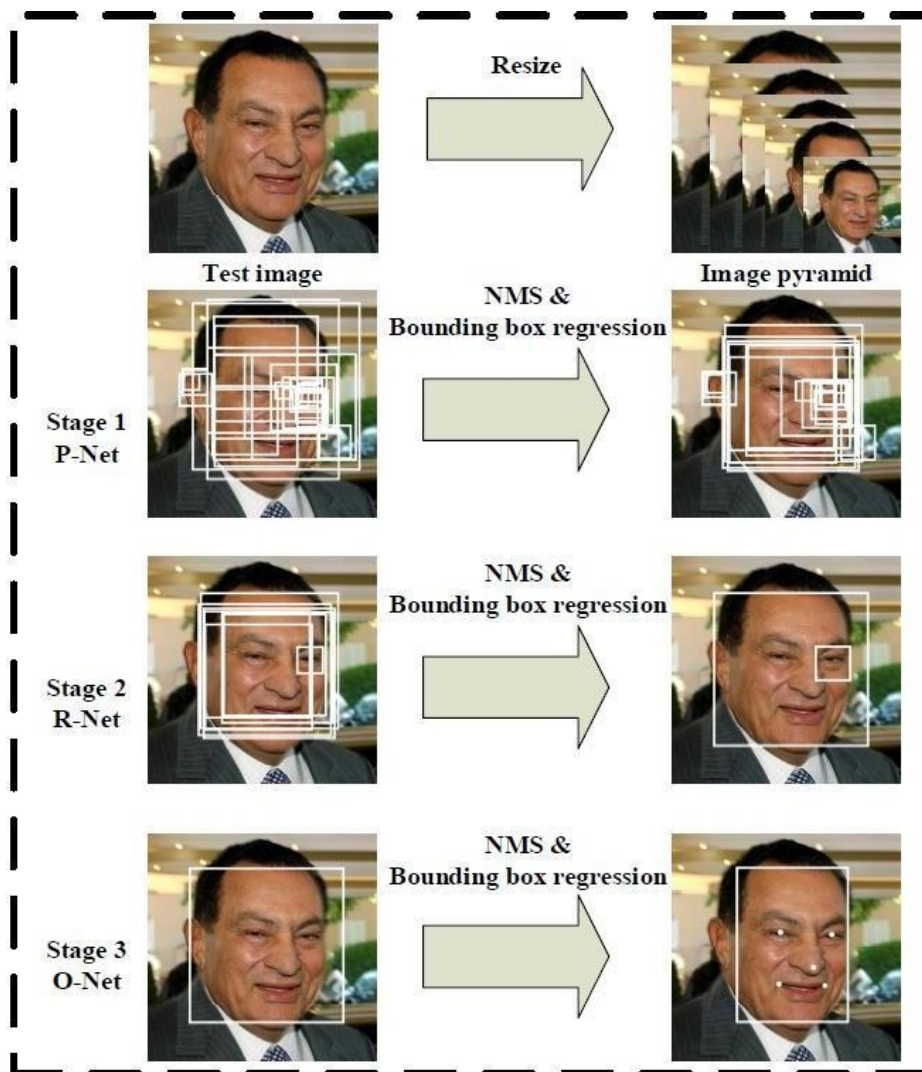 Resize
Test image
Image pyramid
NMS &
Bounding box regression
Stage 1
P-Net
NMS &
Bounding box regression
Stage 2
R-Net
NMS &
Bounding box regression
Stage 3
O-Net